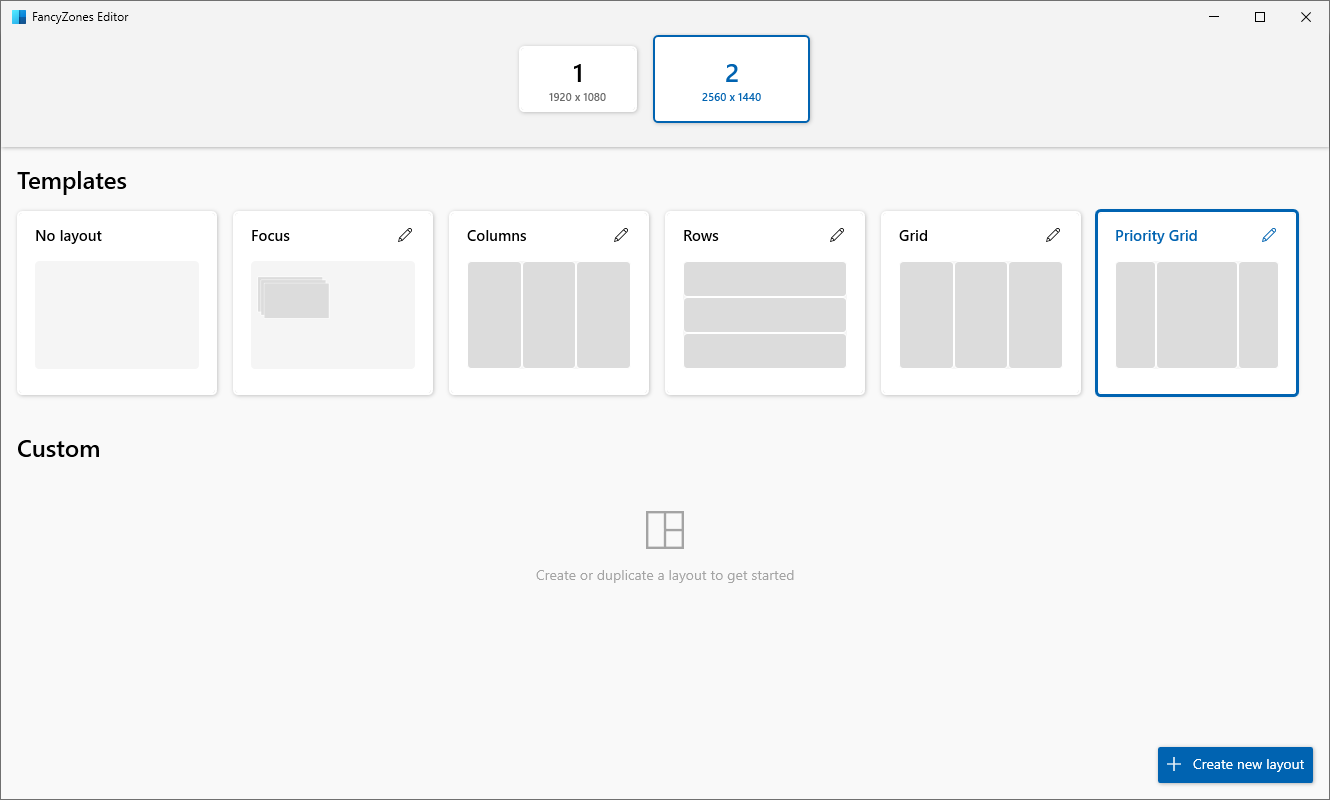 FancyZones Editor
1
1920 x 1080
2
2560 x 1440
Templates
No layout
Focus
Columns
Rows
Grid
Priority Grid
Custom
Create or duplicate a layout to get started
Create new layout